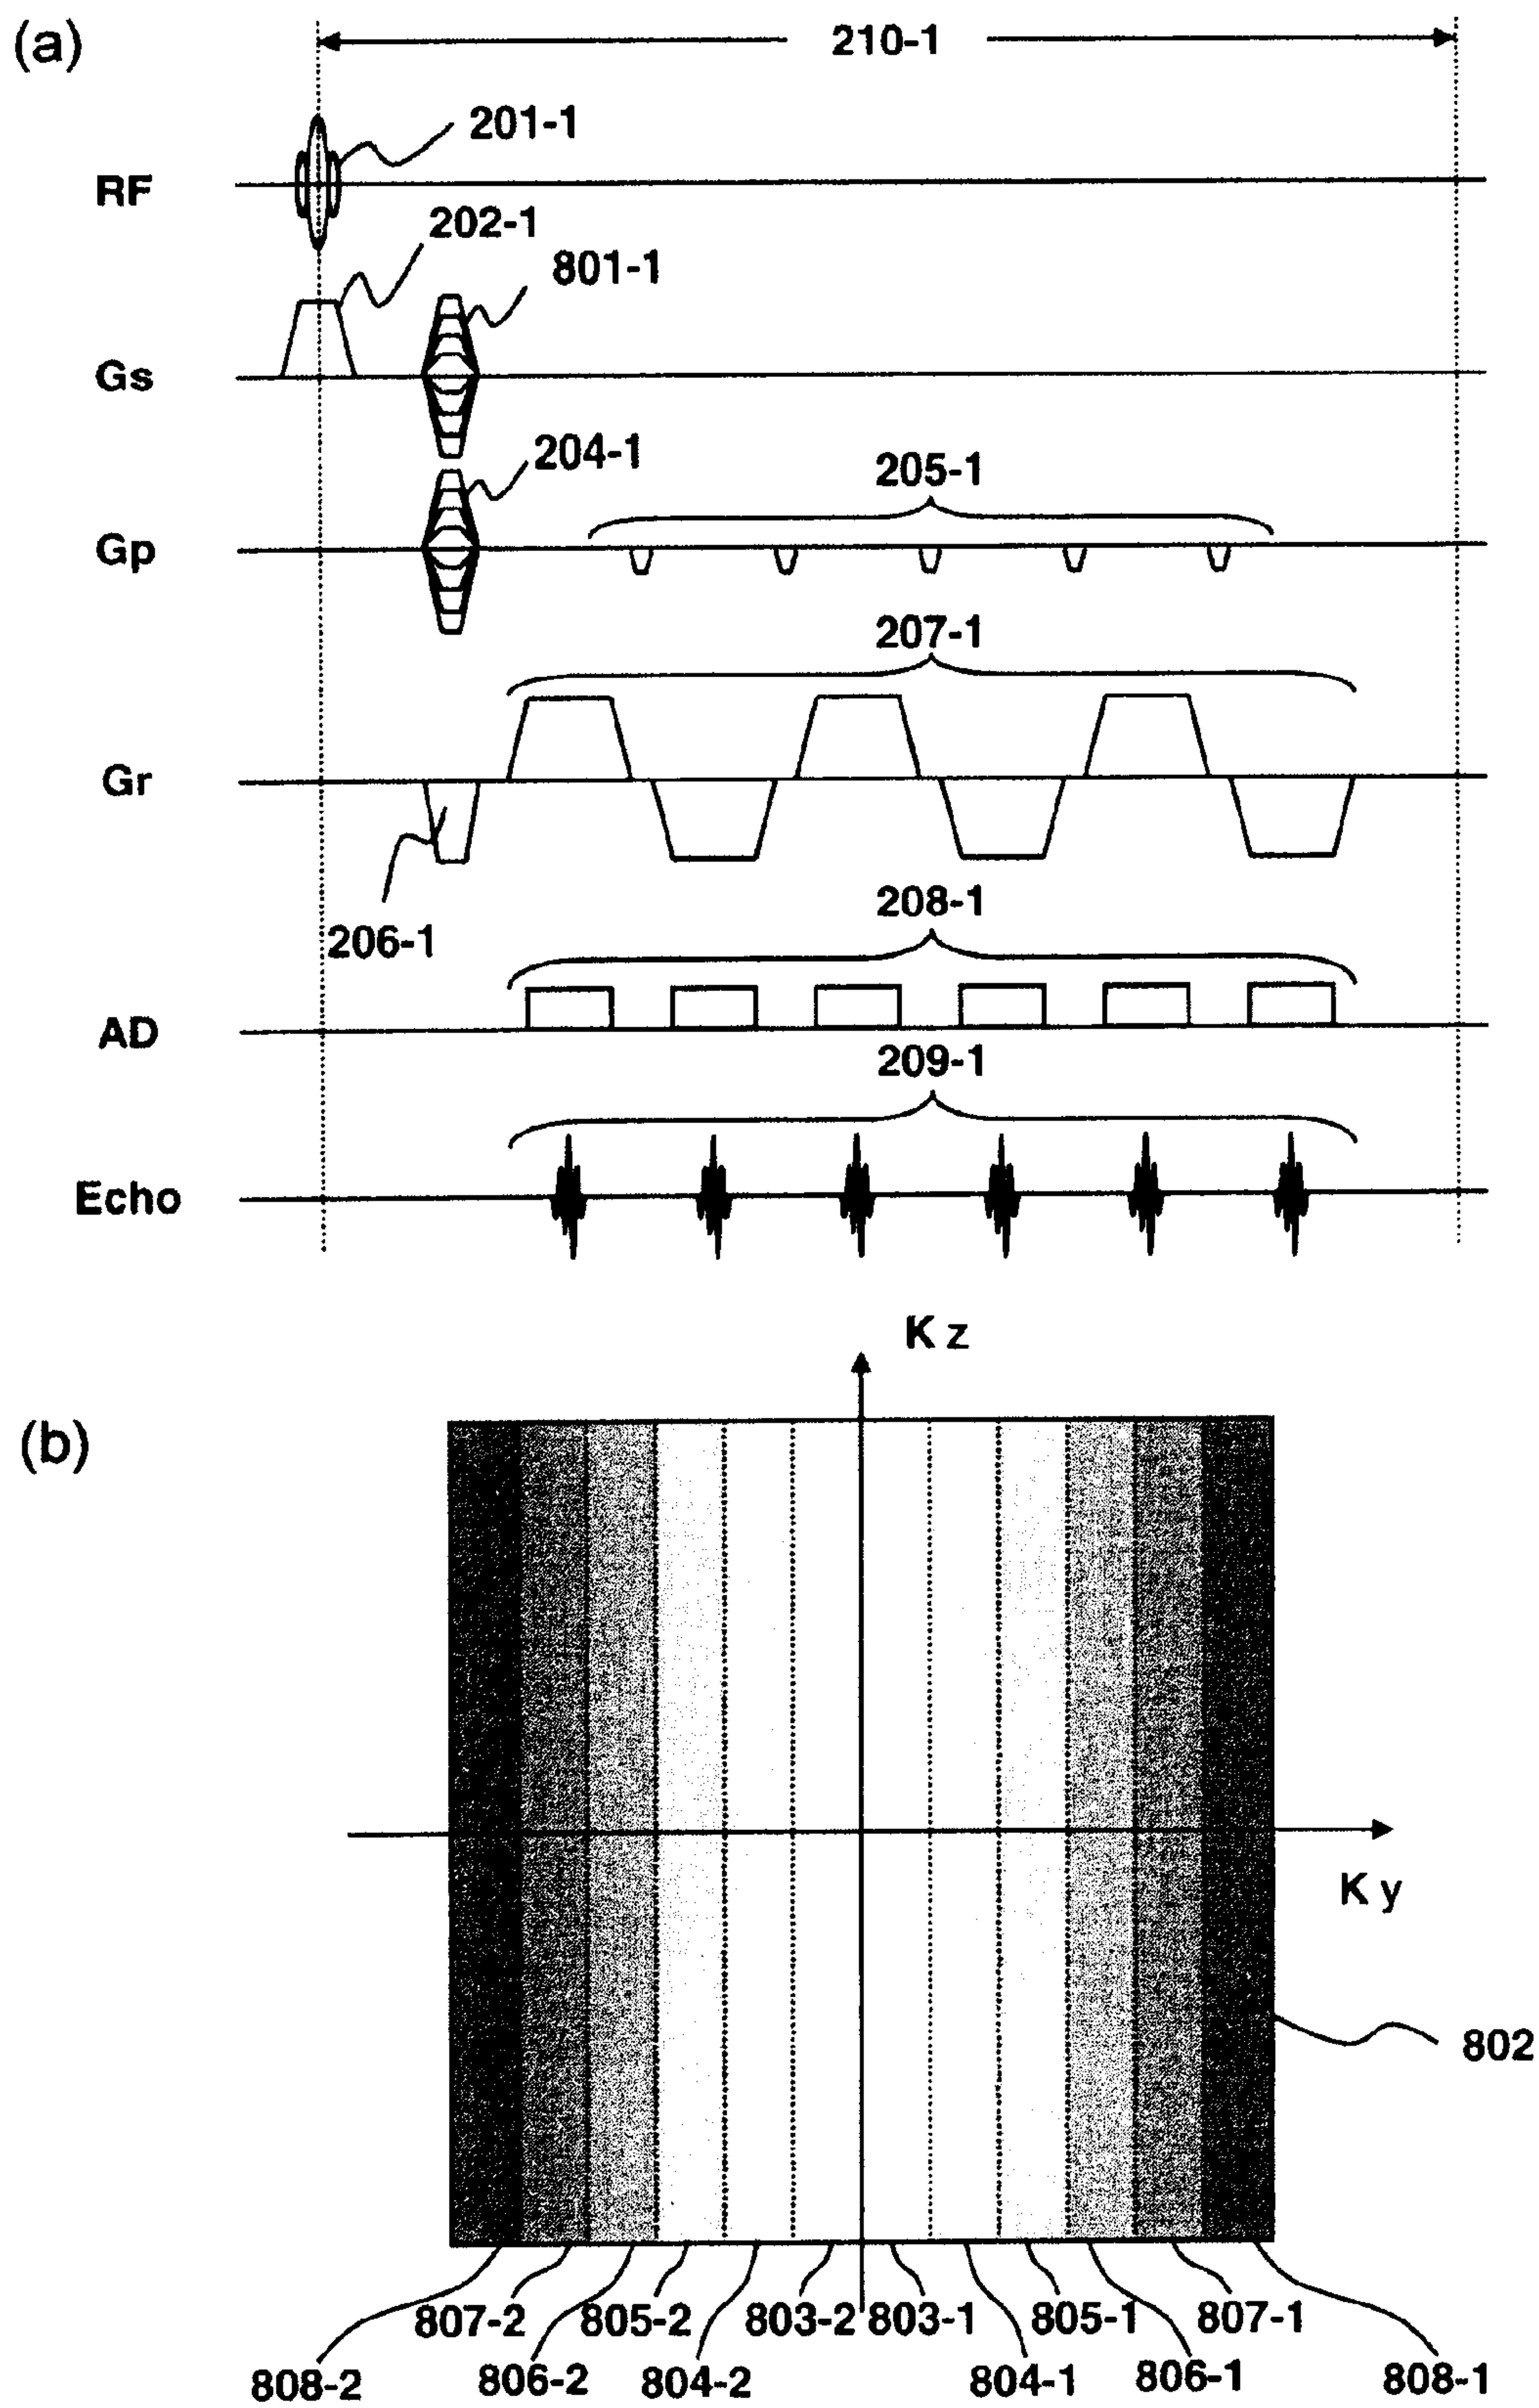 (a)
210-1
201-1
RF
202-1
801-1
Gs
204-1
205-1
Gp
207-1
Gr
208-1
206-1
AD
209-1
Echo
Kz
(b)
Ky
802
807-2 805-2 803-2 803-1 805-1 807-1
808-2 806-2 804-2 804-1 806-1 808-1